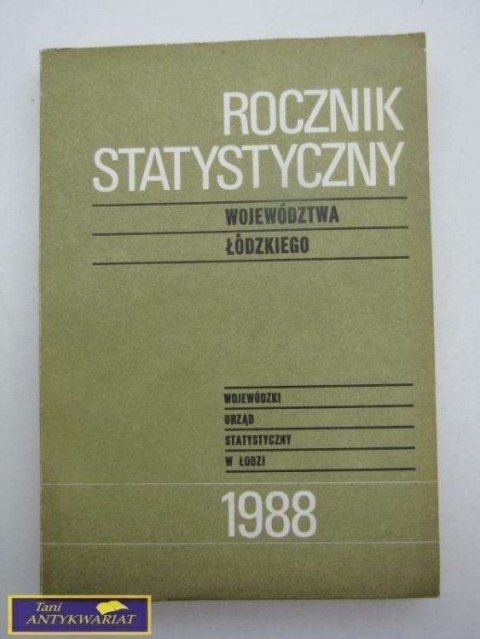 ROCZNIK
STATYSTYCZNY
WOJEWÓDZTWA
ŁÓDZKIEGO
WOJEWÓDZKI
URZĄD
STATYSTYCZNY
W ŁODZI
1988
Tani
ANTYKWARIAT